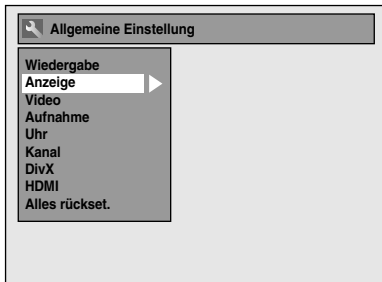 Allgemeine Einstellung
Wiedergabe
Anzeige
Video
Aufnahme
Uhr
Kanal
DivX
HDMI
Alles rückset.